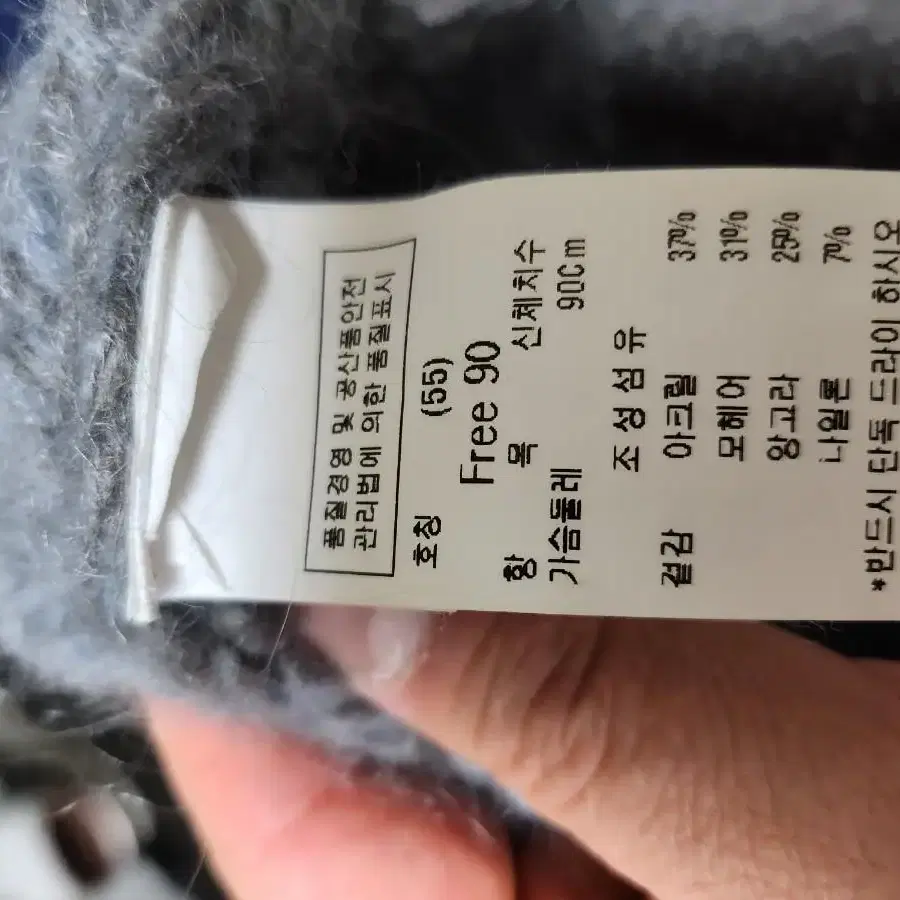 품질경영 및 공산품안전
관리법에 의한 품질표시
호칭 (55)
Free 90
항 목 신체치수
가슴둘레 90Cm
조성섬유
겉감 아크릴 37%
모헤어 31%
앙고라 25%
나일론 7%
*반드시 단독 드라이 하시오